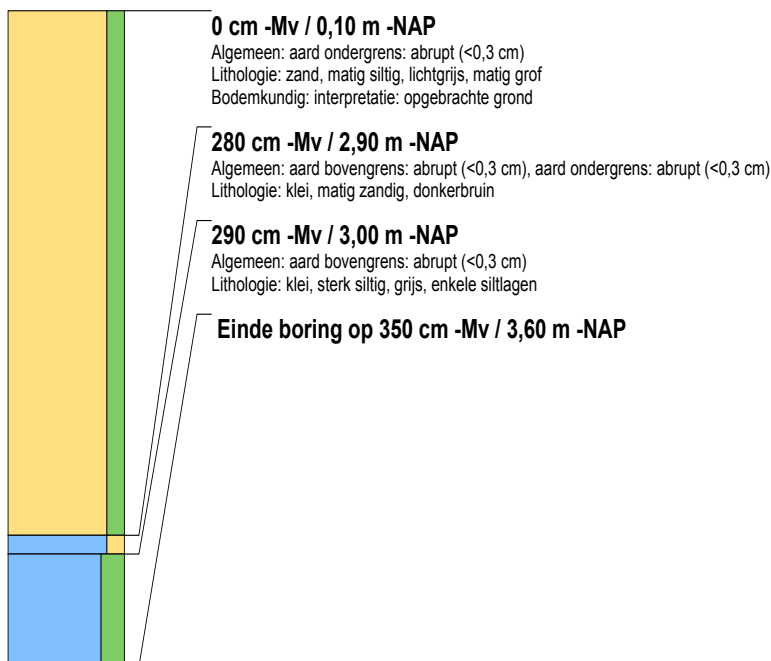 0 cm -Mv / 0,10 m -NAP
Algemeen: aard ondergrens: abrupt (<0,3 cm)
Lithologie: zand, matig siltig, lichtgrijs, matig grof
Bodemkundig: interpretatie: opgebrachte grond
280 cm -Mv / 2,90 m -NAP
Algemeen: aard bovengrens: abrupt (<0,3 cm), aard ondergrens: abrupt (<0,3 cm)
Lithologie: klei, matig zandig, donkerbruin
290 cm -Mv / 3,00 m -NAP
Algemeen: aard bovengrens: abrupt (<0,3 cm)
Lithologie: klei, sterk siltig, grijs, enkele siltlagen
Einde boring op 350 cm -Mv / 3,60 m -NAP